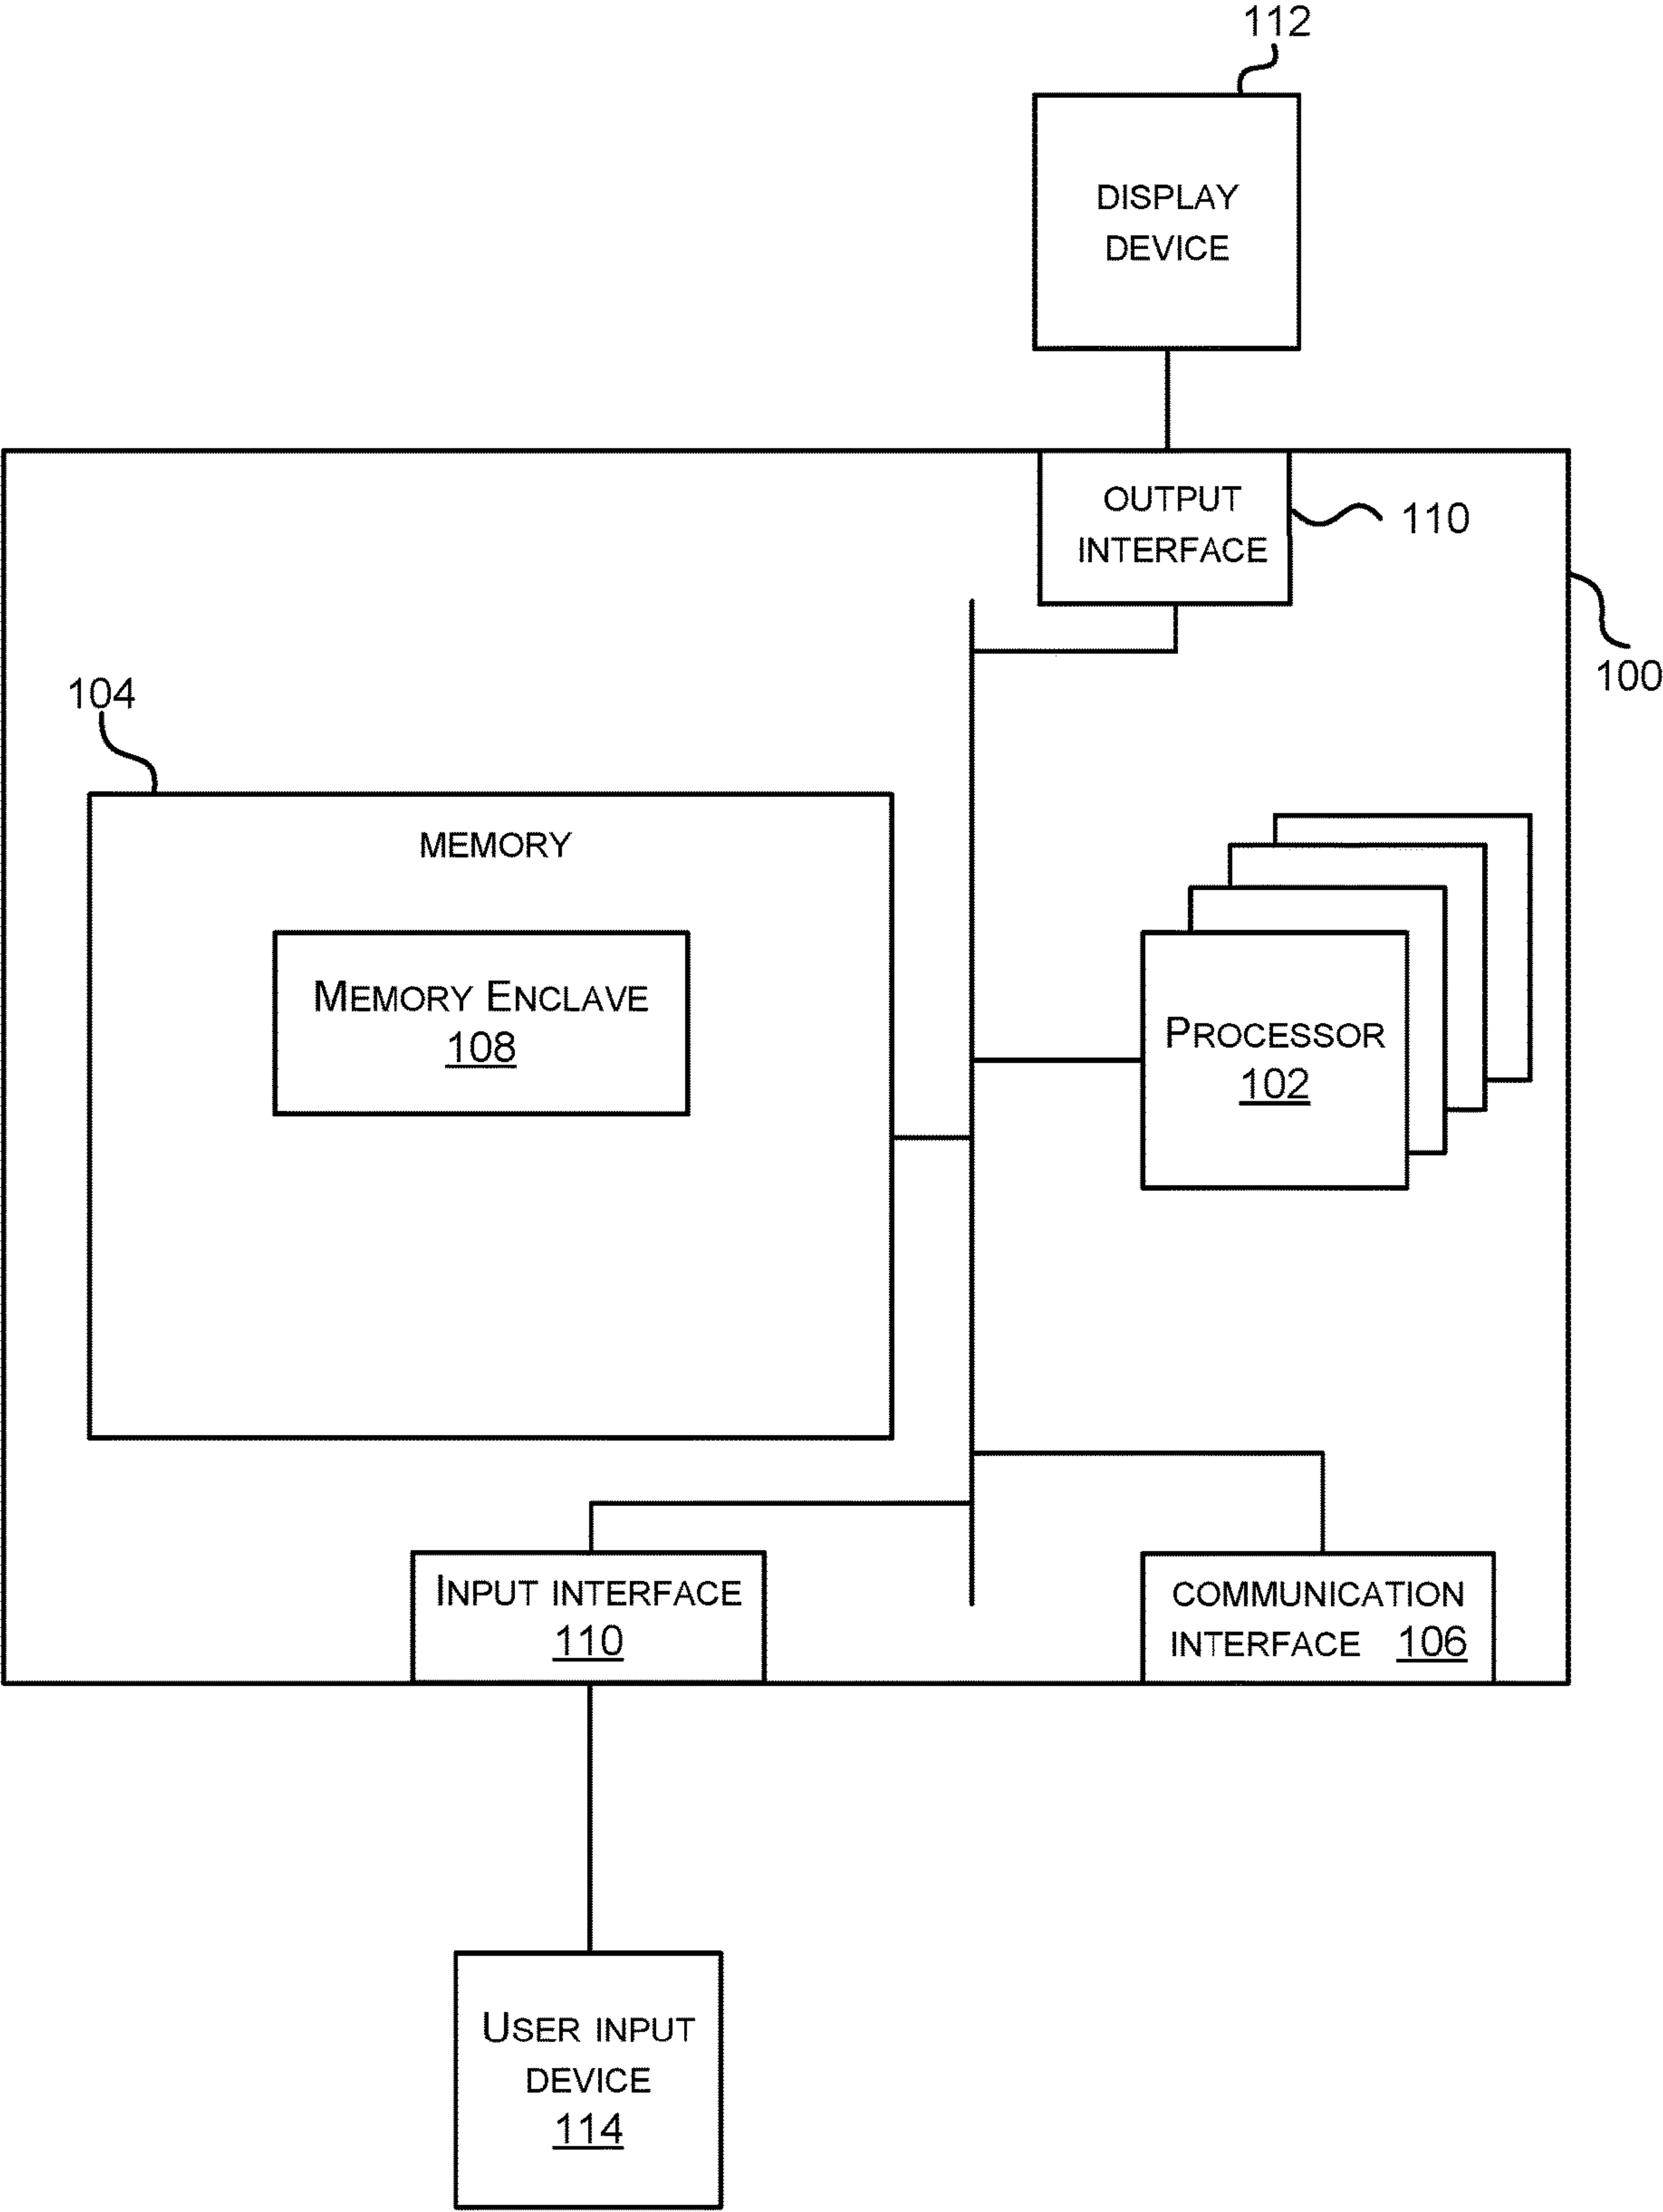 112
DISPLAY
DEVICE
OUTPUT
INTERFACE
110
100
104
MEMORY
MEMORY ENCLAVE
108
PROCESSOR
102
INPUT INTERFACE
110
COMMUNICATION
INTERFACE 106
USER INPUT
DEVICE
114